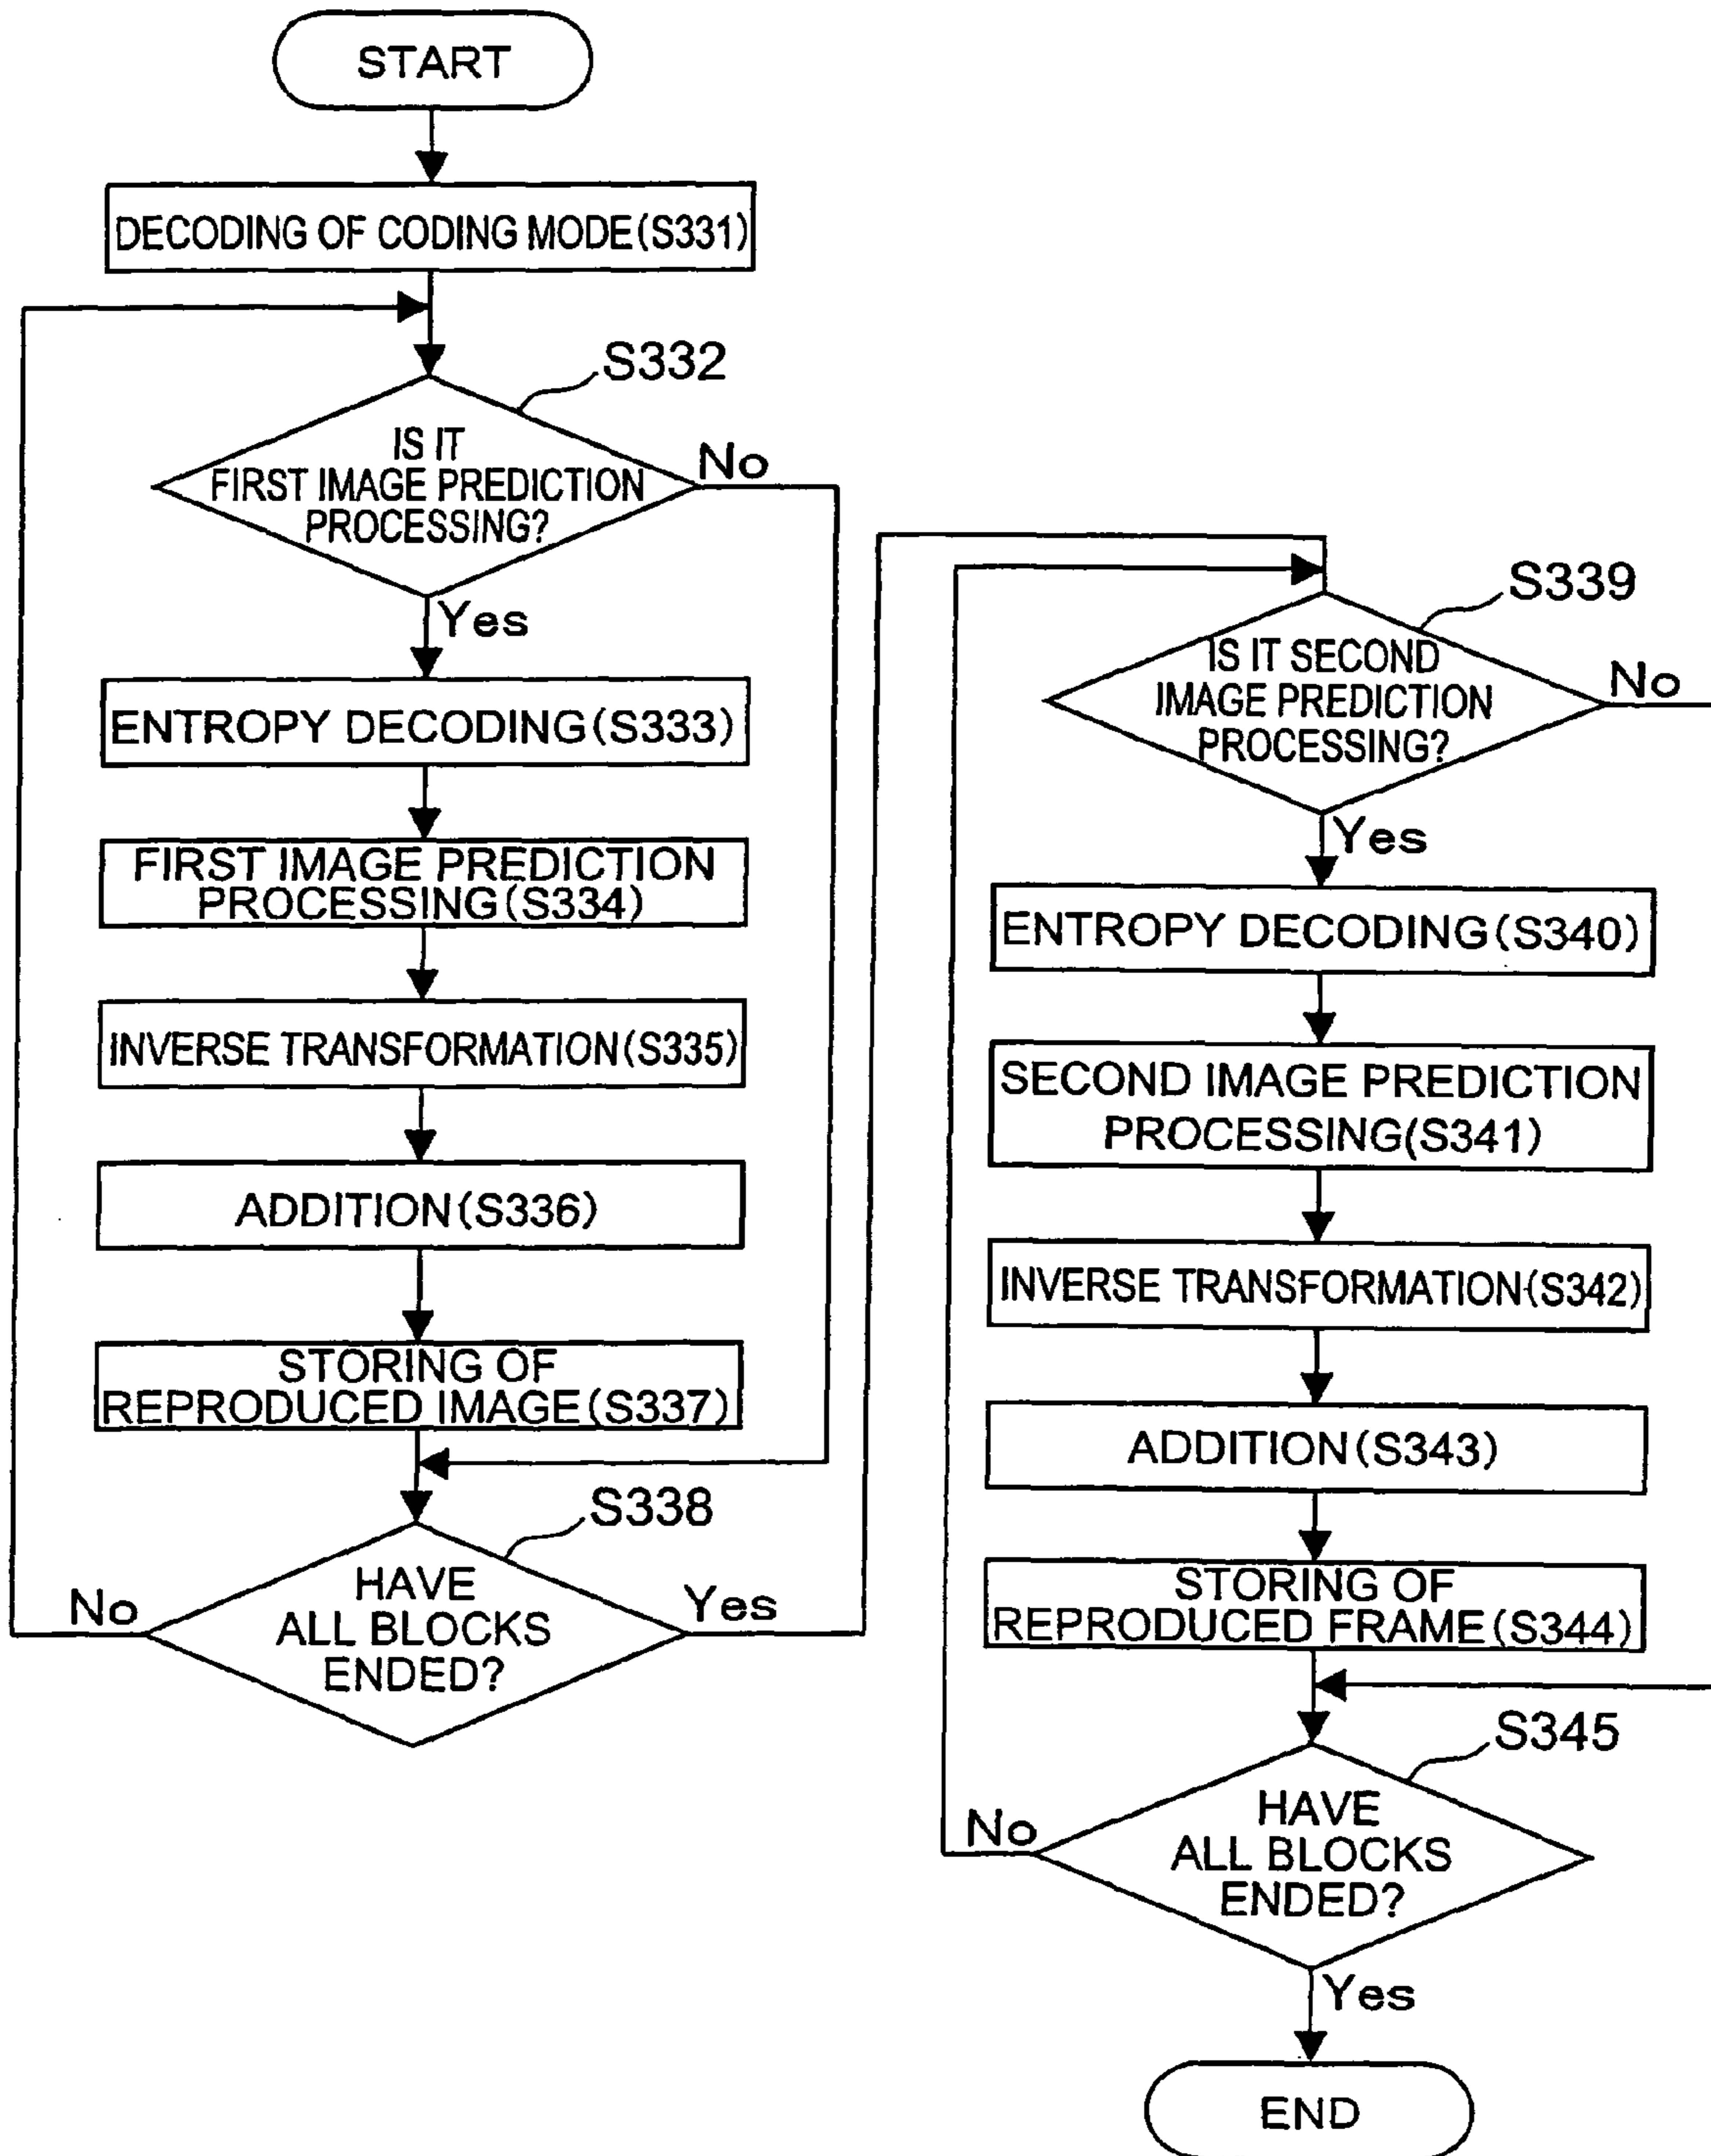 START
DECODING OF CODING MODE(S331)
S332
IS IT
FIRST IMAGE PREDICTION
PROCESSING?
No
Yes
ENTROPY DECODING(S333)
FIRST IMAGE PREDICTION
PROCESSING(S334)
INVERSE TRANSFORMATION(S335)
ADDITION(S336)
STORING OF
REPRODUCED IMAGE(S337)
S338
HAVE
ALL BLOCKS
ENDED?
No
Yes
S339
IS IT SECOND
IMAGE PREDICTION
PROCESSING?
No
Yes
ENTROPY DECODING(S340)
SECOND IMAGE PREDICTION
PROCESSING(S341)
INVERSE TRANSFORMATION(S342)
ADDITION(S343)
STORING OF
REPRODUCED FRAME(S344)
S345
HAVE
ALL BLOCKS
ENDED?
No
Yes
END